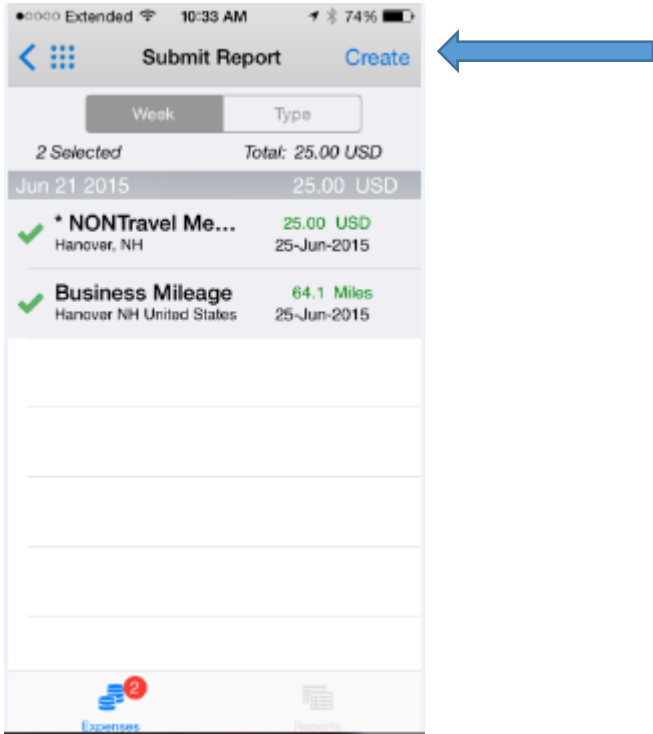 Extended 10:33 AM 74%
Submit Report Create
Week Type
2 Selected Total: 25.00 USD
Jun 21 2015 25.00 USD
* NONTravel Me... 25.00 USD
Hanover, NH 25-Jun-2015
Business Mileage 64.1 Miles
Hanover NH United States 25-Jun-2015
2
Expenses Reports